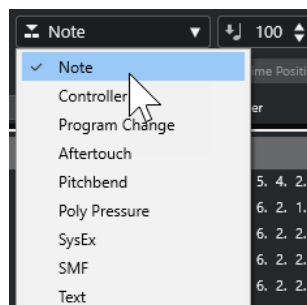 Note
100
Note
ime Positi
Controller
er
Program Change
Aftertouch
Pitchbend
5. 4. 2.
Poly Pressure
6. 2. 1.
SysEx
6. 2. 2.
SMF
6. 2. 2.
Text
6. 2. 2.